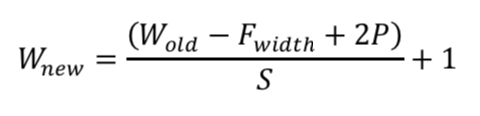 W_new = (W_old − F_width + 2P) / S + 1